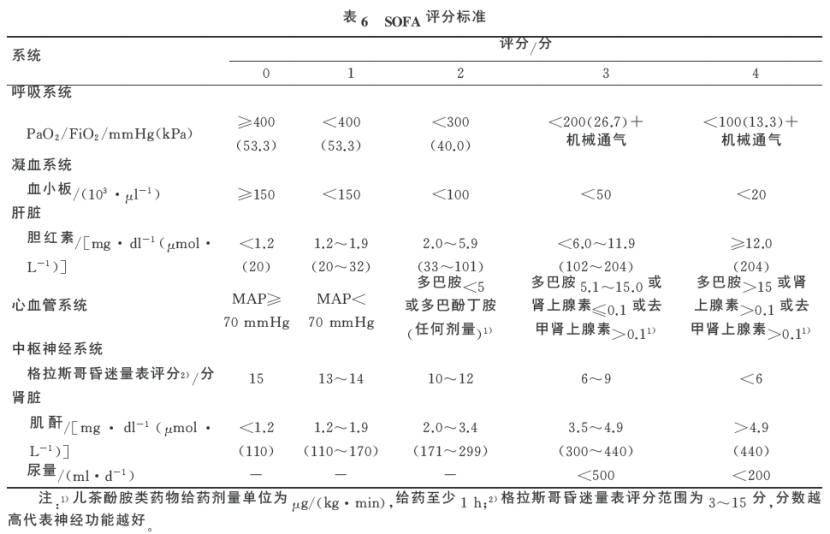 表 6 SOFA 评分标准
系统 评分/分
0 1 2 3 4
呼吸系统
PaO₂/FiO₂/mmHg(kPa) ≥400 <400 <300 <200(26.7)+ <100(13.3)+
(53.3) (53.3) (40.0) 机械通气 机械通气
凝血系统
血小板/(10³·μl⁻¹) ≥150 <150 <100 <50 <20
肝脏
胆红素/[mg·dl⁻¹(μmol· <1.2 1.2~1.9 2.0~5.9 <6.0~11.9 ≥12.0
L⁻¹)] (20) (20~32) (33~101) (102~204) (204)
多巴胺<5 多巴胺 5.1~15.0 或 多巴胺>15 或肾
心血管系统 MAP≥ MAP< 或多巴酚丁胺 肾上腺素≤0.1 或去 上腺素>0.1 或去
70 mmHg 70 mmHg (任何剂量)¹⁾ 甲肾上腺素>0.1¹⁾ 甲肾上腺素>0.1¹⁾
中枢神经系统
格拉斯哥昏迷量表评分²⁾/分 15 13~14 10~12 6~9 <6
肾脏
肌酐/[mg·dl⁻¹(μmol· <1.2 1.2~1.9 2.0~3.4 3.5~4.9 >4.9
L⁻¹)] (110) (110~170) (171~299) (300~440) (440)
尿量/(ml·d⁻¹) — — — <500 <200
注:¹⁾儿茶酚胺类药物给药剂量单位为 μg/(kg·min),给药至少 1 h;²⁾格拉斯哥昏迷量表评分范围为 3~15 分,分数越
高代表神经功能越好。